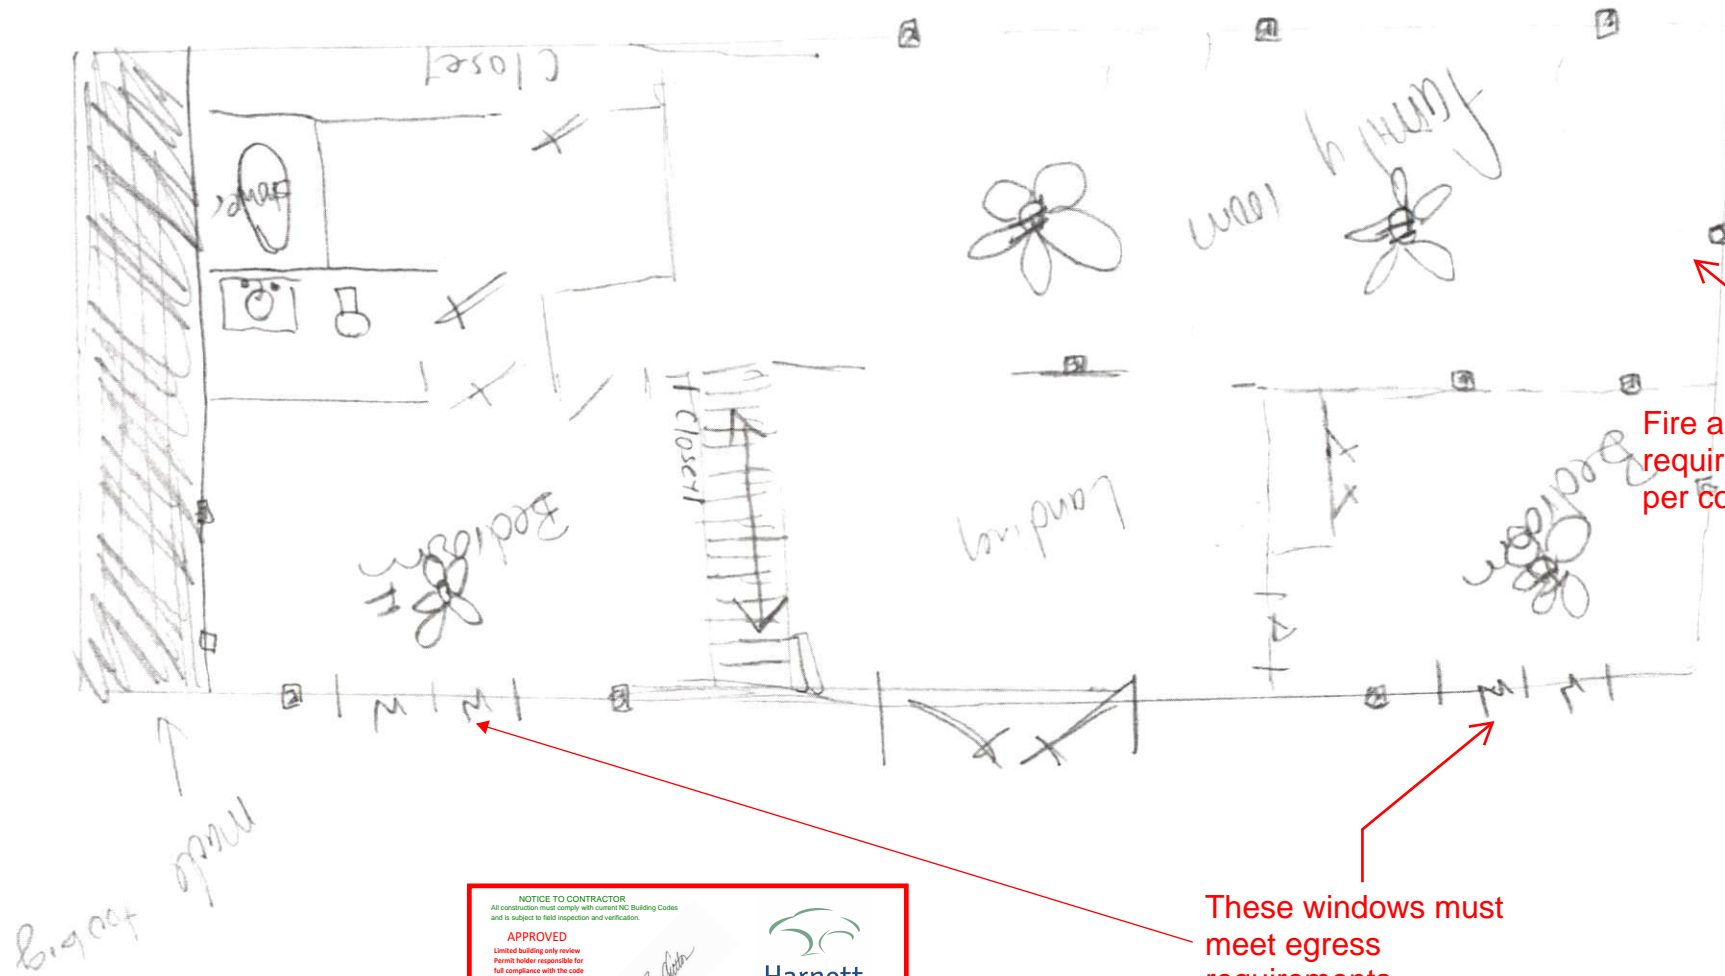 Closet
Family
room
Shower
Closet
Bedroom
Landing
Bedroom
Fire a
requir
per co
NOTICE TO CONTRACTOR
All construction must comply with current NC Building Codes
and is subject to field inspection and verification.
APPROVED
Limited building only review
Permit holder responsible for
full compliance with the code
Harnett
These windows must
meet egress
requirements